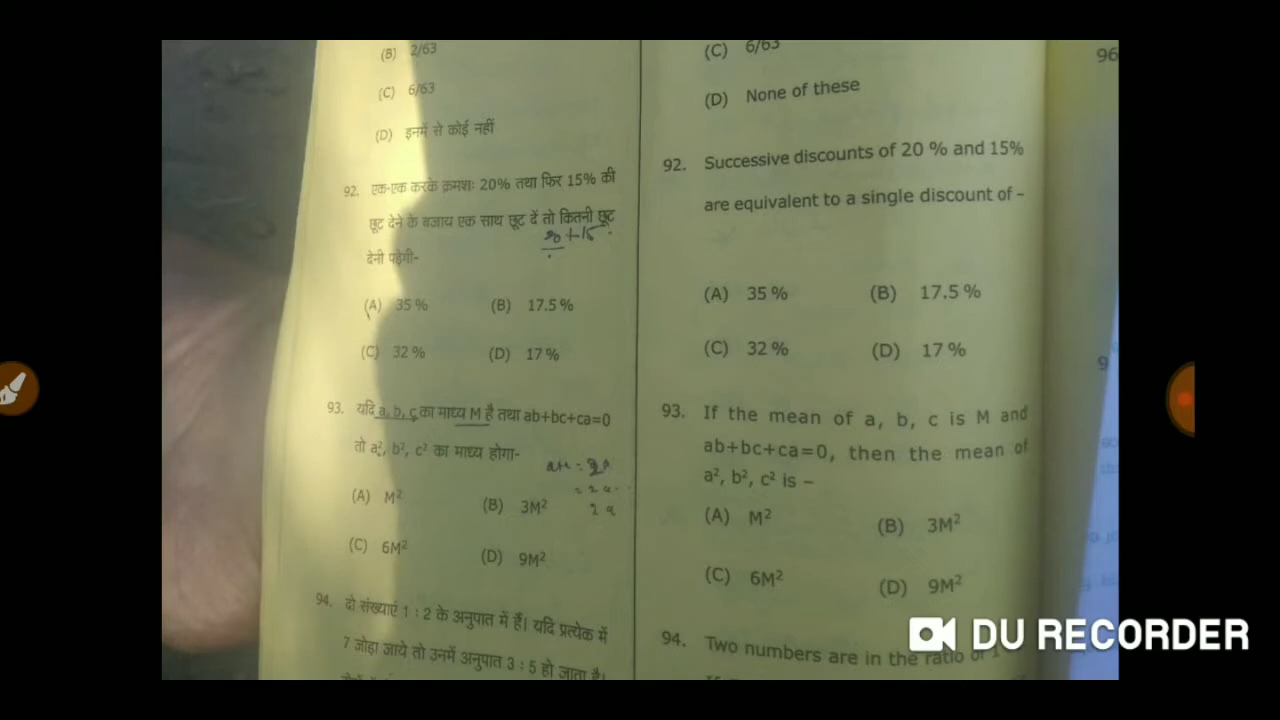 (B) 2/63
(C) 6/63
(D) इनमें से कोई नहीं
92. एक-एक करके क्रमशः 20% तथा फिर 15% की
छूट देने के बजाय एक साथ छूट दें तो कितनी छूट
20 + 15
देनी पड़ेगी-
(A) 35 % (B) 17.5 %
(C) 32 % (D) 17 %
93. यदि a, b, c का माध्य M है तथा ab+bc+ca=0
तो a², b², c² का माध्य होगा-
(A) M² (B) 3M²
(C) 6M² (D) 9M²
94. दो संख्याएं 1 : 2 के अनुपात में हैं। यदि प्रत्येक में
7 जोड़ा जाये तो उनमें अनुपात 3 : 5 हो जाता है।
(C) 6/63
(D) None of these
92. Successive discounts of 20 % and 15%
are equivalent to a single discount of –
(A) 35 % (B) 17.5 %
(C) 32 % (D) 17 %
93. If the mean of a, b, c is M and
ab+bc+ca=0, then the mean of
a², b², c² is –
(A) M² (B) 3M²
(C) 6M² (D) 9M²
94. Two numbers are in the ratio of 1
96
9
DU RECORDER